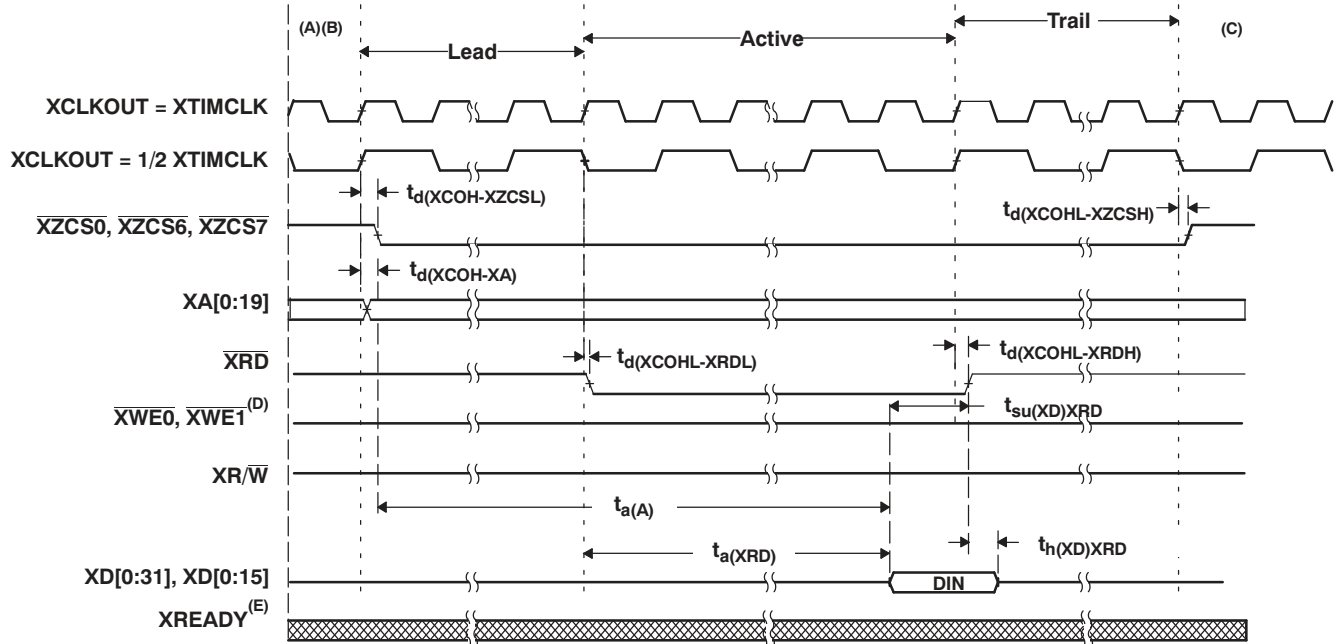 (A)(B)
Lead
Active
Trail
(C)
XCLKOUT = XTIMCLK
XCLKOUT = 1/2 XTIMCLK
td(XCOH-XZCSL)
td(XCOHL-XZCSH)
XZCS0, XZCS6, XZCS7
td(XCOH-XA)
XA[0:19]
XRD
td(XCOHL-XRDL)
td(XCOHL-XRDH)
tsu(XD)XRD
XWE0, XWE1(D)
XR/W
ta(A)
ta(XRD)
th(XD)XRD
XD[0:31], XD[0:15]
DIN
XREADY(E)